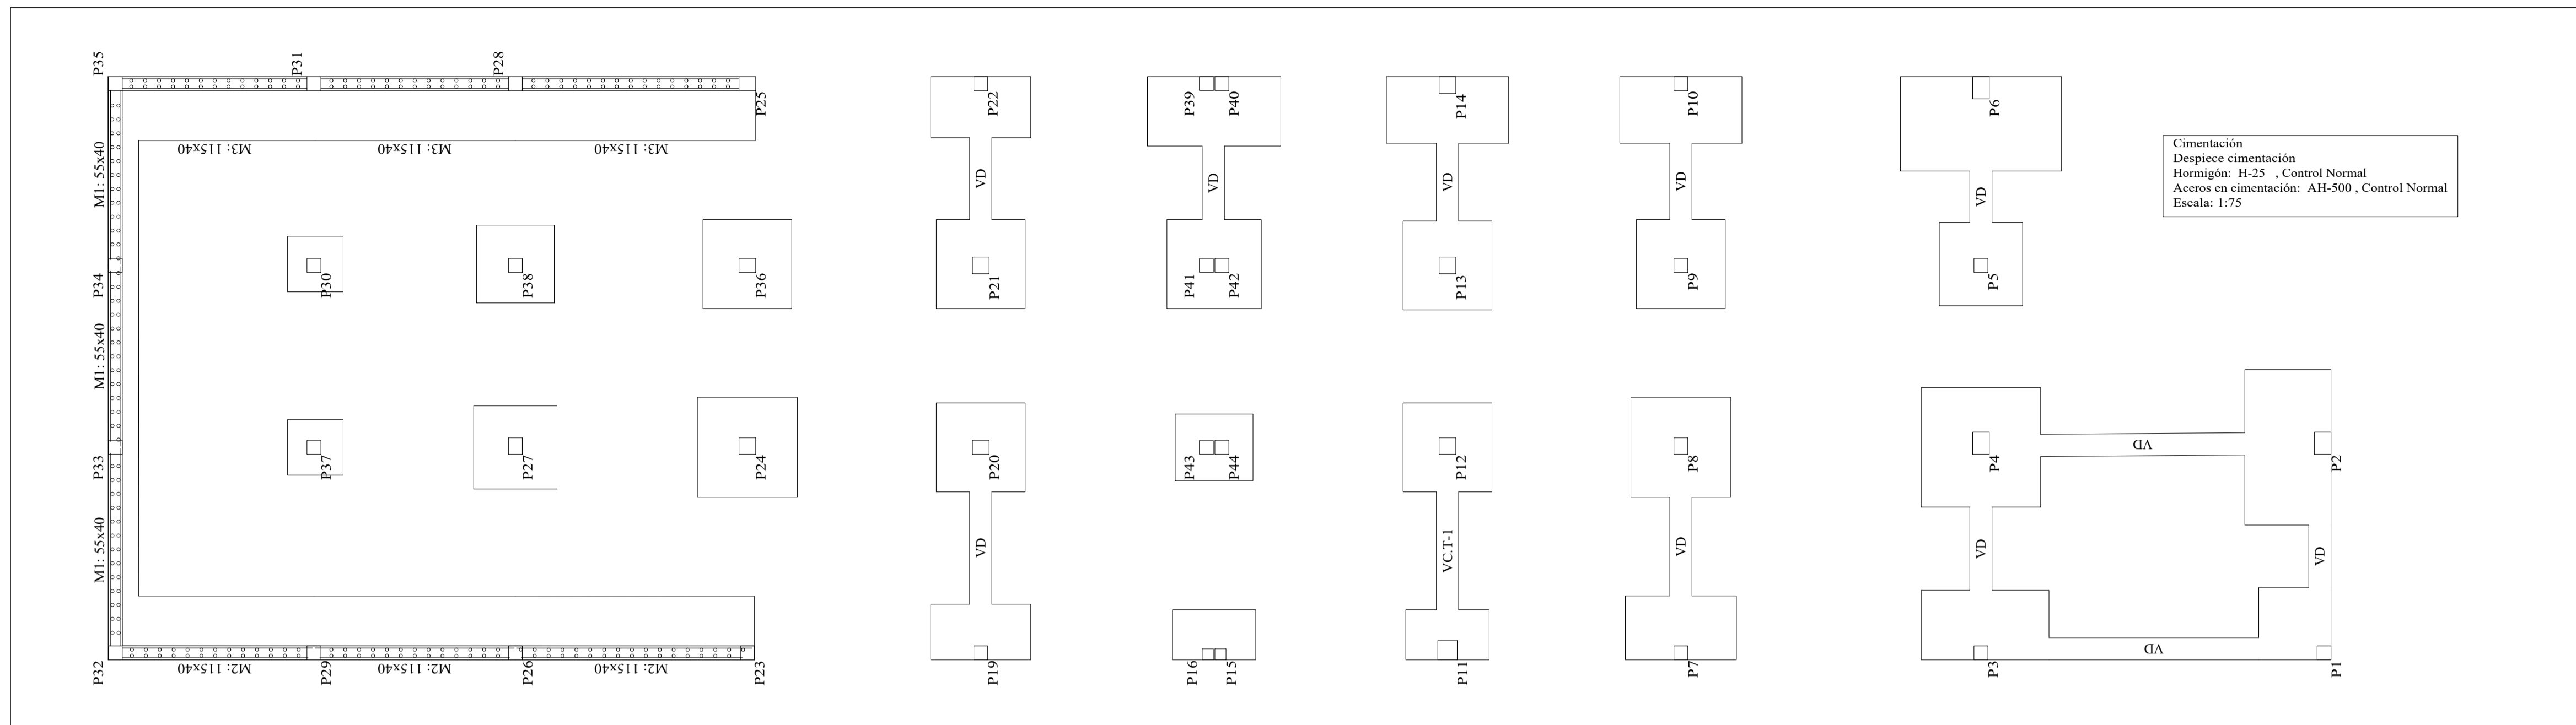 P35
P31
P28
P25
P22
P39
P40
P14
P10
P6
M3: 115x40
M3: 115x40
M3: 115x40
M1: 55x40
VD
VD
VD
VD
VD
Cimentación
Despiece cimentación
Hormigón: H-25 , Control Normal
Aceros en cimentación: AH-500 , Control Normal
Escala: 1:75
P34
P30
P38
P36
P21
P41
P42
P13
P9
P5
M1: 55x40
P33
P37
P27
P24
P20
P43
P44
P12
P8
P4
VD
P2
M1: 55x40
VD
VC.T-1
VD
VD
VD
VD
P32
M2: 115x40
P29
M2: 115x40
P26
M2: 115x40
P23
P19
P16
P15
P11
P7
P3
P1